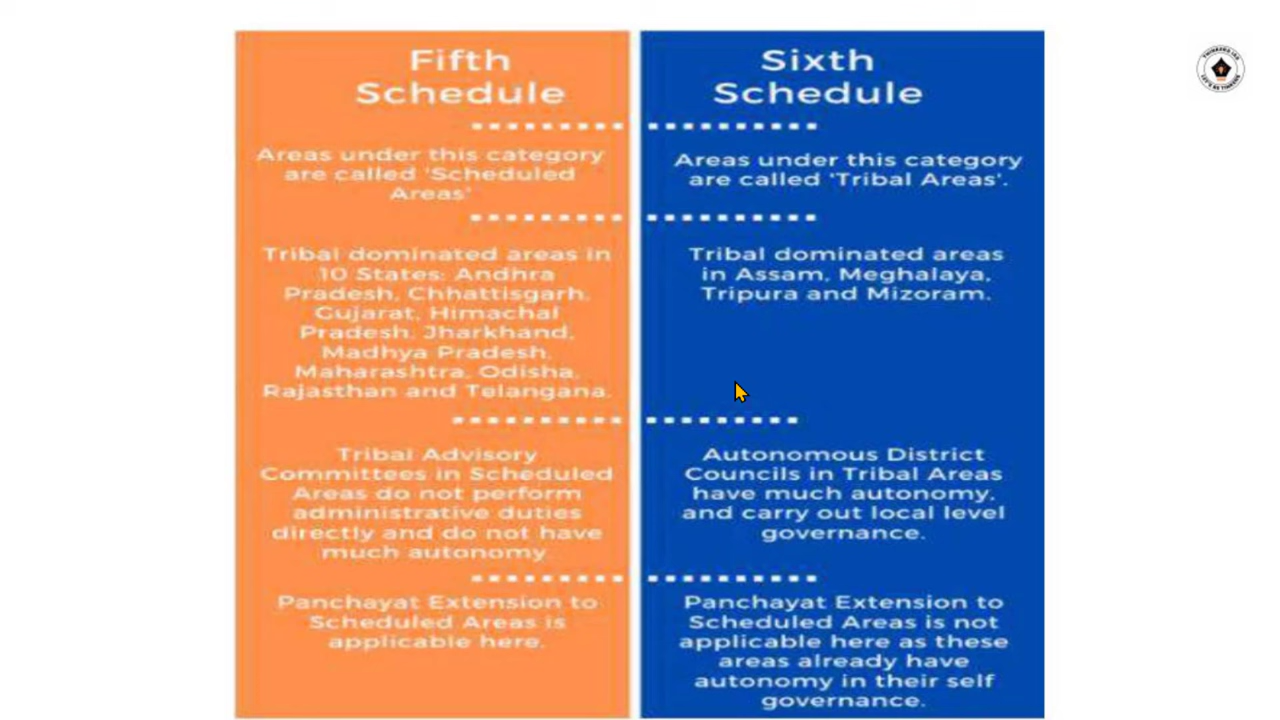 Fifth
Schedule
Areas under this category
are called 'Scheduled
Areas'
Tribal dominated areas in
10 States: Andhra
Pradesh, Chhattisgarh,
Gujarat, Himachal
Pradesh, Jharkhand,
Madhya Pradesh,
Maharashtra, Odisha,
Rajasthan and Telangana.
Tribal Advisory
Committees in Scheduled
Areas do not perform
administrative duties
directly and do not have
much autonomy
Panchayat Extension to
Scheduled Areas is
applicable here.
Sixth
Schedule
Areas under this category
are called 'Tribal Areas'.
Tribal dominated areas
in Assam, Meghalaya,
Tripura and Mizoram.
Autonomous District
Councils in Tribal Areas
have much autonomy,
and carry out local level
governance.
Panchayat Extension to
Scheduled Areas is not
applicable here as these
areas already have
autonomy in their self
governance.
THINKERS IAS
LET'S BE THINKING